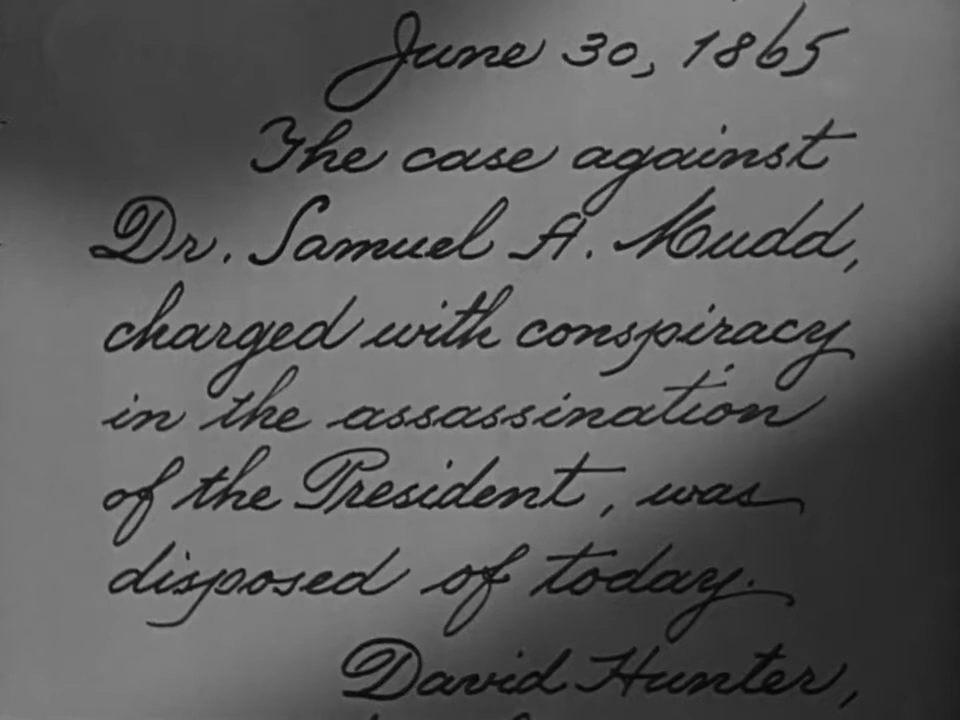 June 30, 1865
The case against
Dr. Samuel A. Mudd,
charged with conspiracy
in the assassination
of the President, was
disposed of today.
David Hunter,